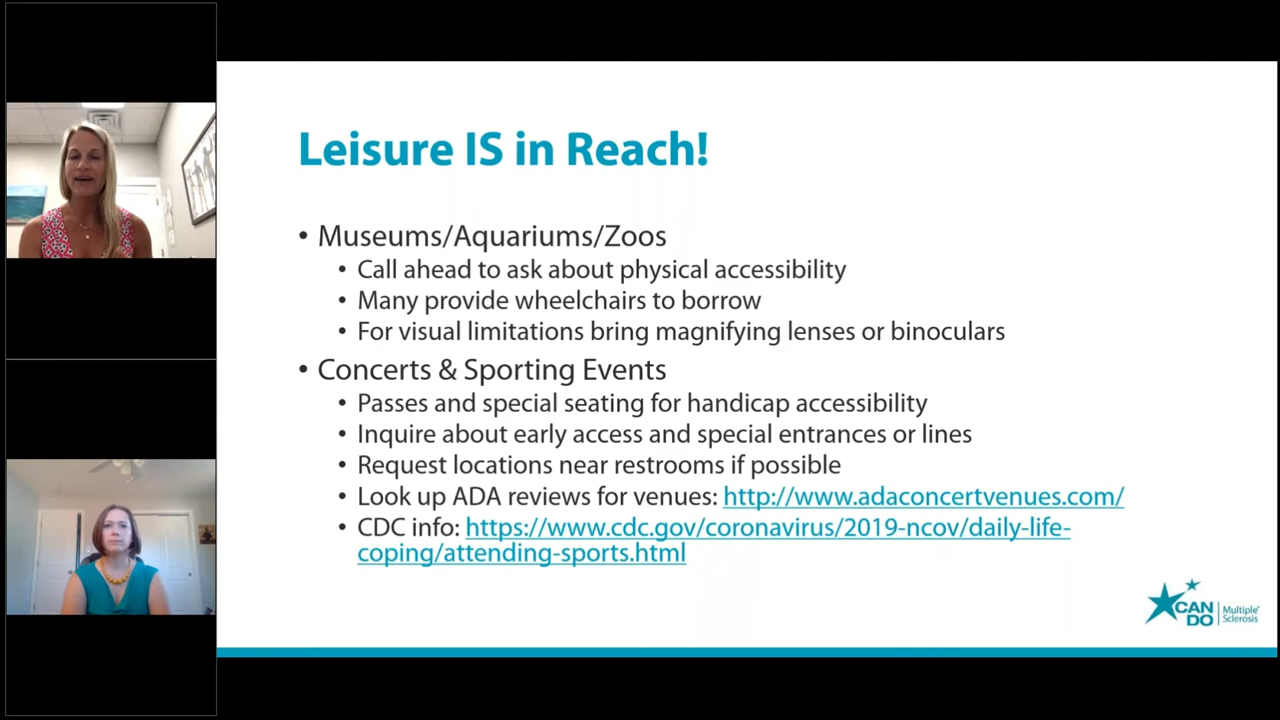 Leisure IS in Reach!
• Museums/Aquariums/Zoos
• Call ahead to ask about physical accessibility
• Many provide wheelchairs to borrow
• For visual limitations bring magnifying lenses or binoculars
• Concerts & Sporting Events
• Passes and special seating for handicap accessibility
• Inquire about early access and special entrances or lines
• Request locations near restrooms if possible
• Look up ADA reviews for venues: http://www.adaconcertvenues.com/
• CDC info: https://www.cdc.gov/coronavirus/2019-ncov/daily-life-
coping/attending-sports.html
CAN DO
Multiple
Sclerosis